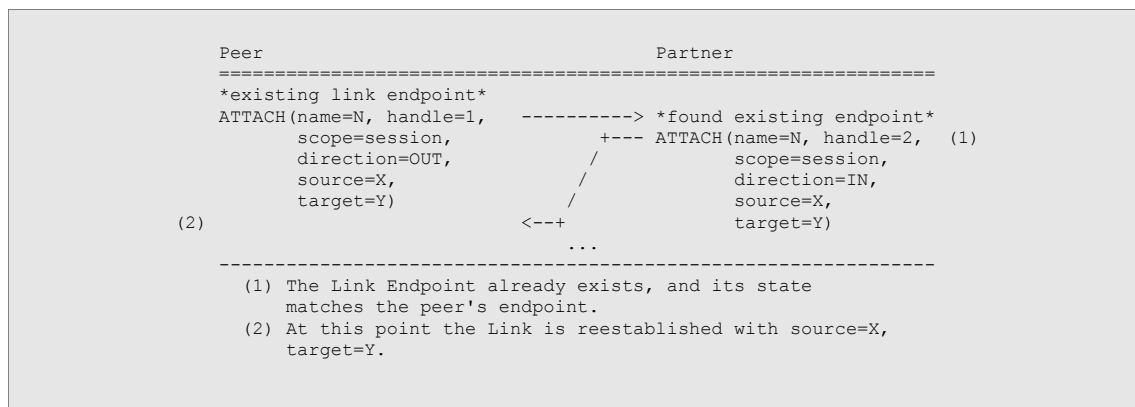 Peer                                   Partner
================================================================
*existing link endpoint*
ATTACH(name=N, handle=1,   ----------> *found existing endpoint*
       scope=session,             +--- ATTACH(name=N, handle=2,  (1)
       direction=OUT,            /            scope=session,
       source=X,                /             direction=IN,
       target=Y)               /              source=X,
(2)                        <--+               target=Y)
                               ...
----------------------------------------------------------------
(1) The Link Endpoint already exists, and its state
    matches the peer's endpoint.
(2) At this point the Link is reestablished with source=X,
    target=Y.